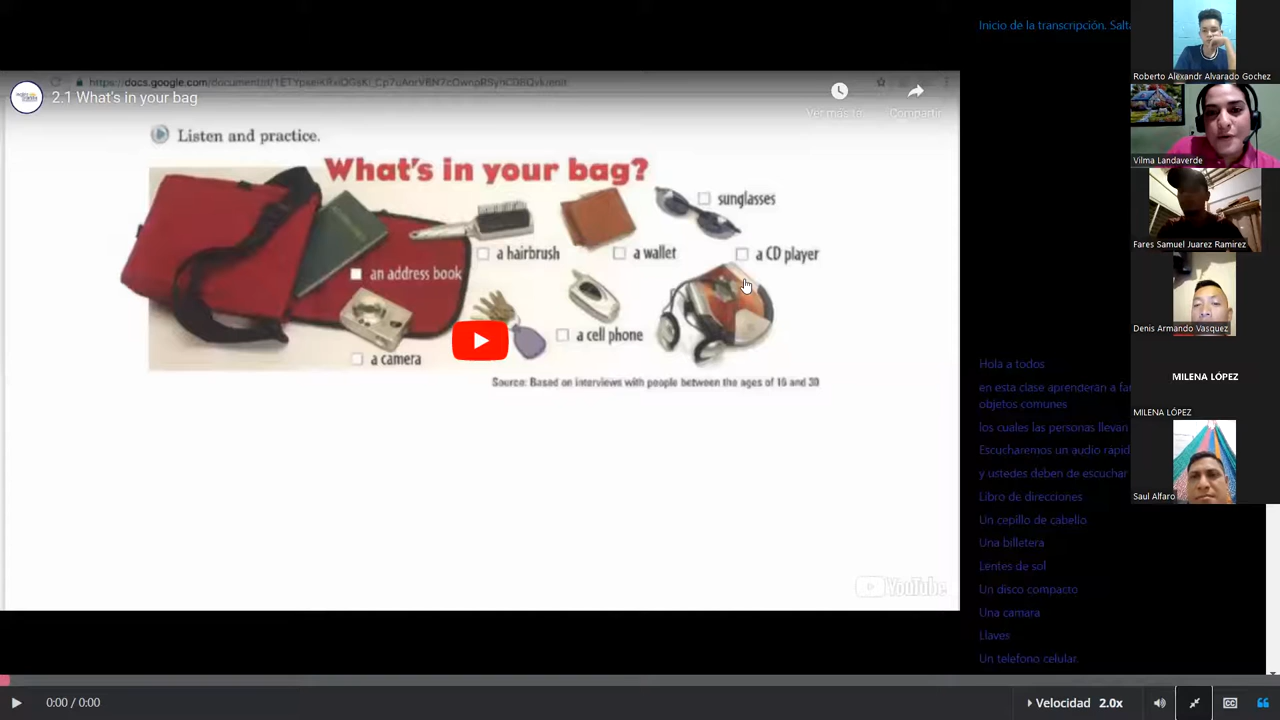 Inicio de la transcripción. Salta
Roberto Alexandr Alvarado Gochez
2.1 What's in your bag
Ver más ta
Compartir
Listen and practice.
What's in your bag?
sunglasses
a hairbrush
a wallet
a CD player
an address book
a cell phone
a camera
Source: Based on interviews with people between the ages of 16 and 30
YouTube
Vilma Landaverde
Fares Samuel Juarez Ramirez
Denis Armando Vasquez
MILENA LÓPEZ
MILENA LÓPEZ
Saul Alfaro
Hola a todos
en esta clase aprenderan a
objetos comunes
los cuales las personas llevan
Escucharemos un audio rápid
y ustedes deben de escuchar
Libro de direcciones
Un cepillo de cabello
Una billetera
Lentes de sol
Un disco compacto
Una camara
Llaves
Un telefono celular.
0:00 / 0:00
Velocidad 2.0x